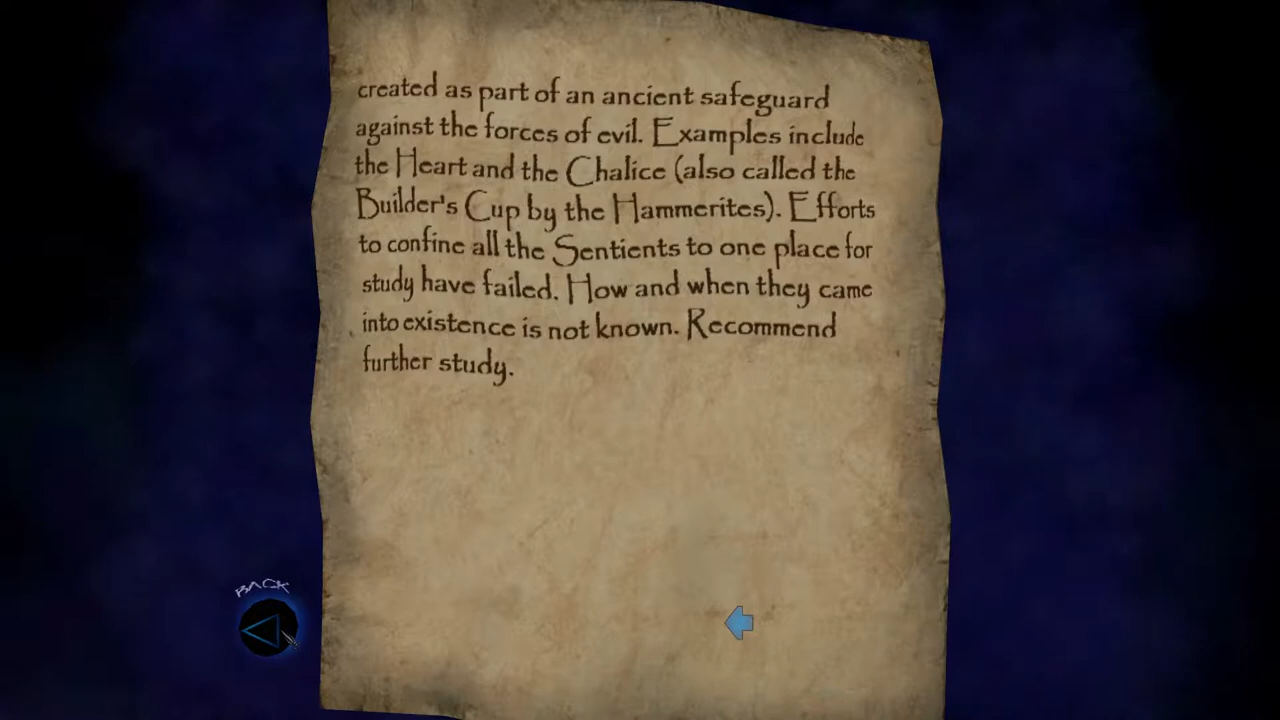 created as part of an ancient safeguard
against the forces of evil. Examples include
the Heart and the Chalice (also called the
Builder's Cup by the Hammerites). Efforts
to confine all the Sentients to one place for
study have failed. How and when they came
into existence is not known. Recommend
further study.
BACK